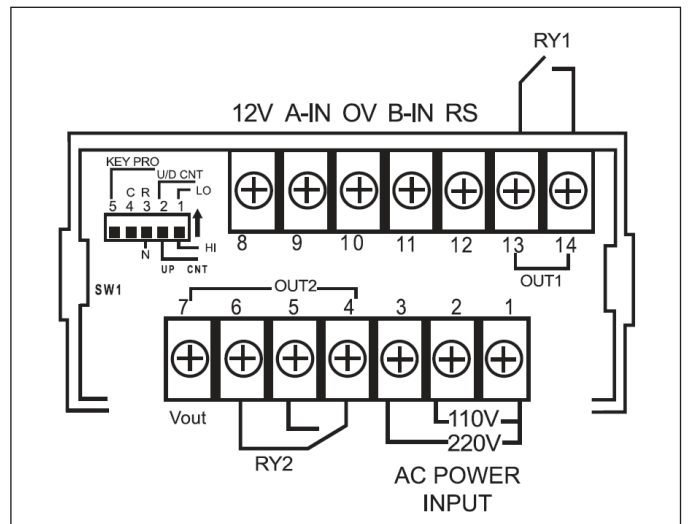 RY1
12V A-IN OV B-IN RS
KEY PRO
U/D CNT
C R
LO
5 4 3 2 1
HI
N
UP CNT
SW1
8 9 10 11 12 13 14
OUT1
OUT2
7 6 5 4 3 2 1
Vout
110V
220V
RY2
AC POWER
INPUT